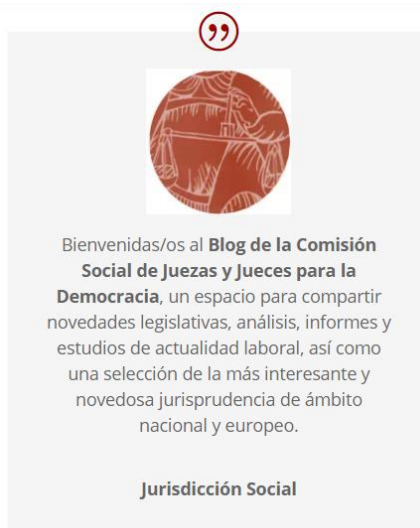 Bienvenidas/os al Blog de la Comisión
Social de Juezas y Jueces para la
Democracia, un espacio para compartir
novedades legislativas, análisis, informes y
estudios de actualidad laboral, así como
una selección de la más interesante y
novedosa jurisprudencia de ámbito
nacional y europeo.
Jurisdicción Social